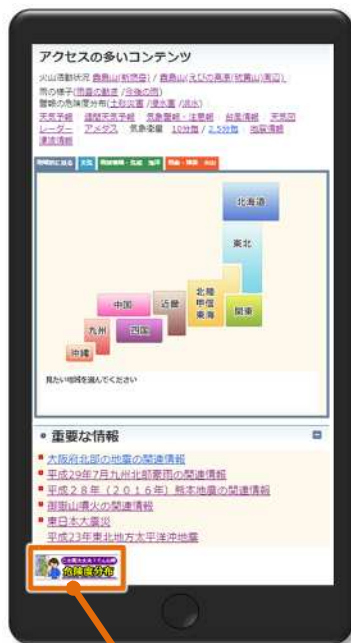 アクセスの多いコンテンツ
火山活動状況 霧島山(新燃岳) / 霧島山(えびの高原(硫黄山)周辺)
雨の様子(雨雲の動き /今後の雨)
警報の危険度分布(土砂災害 /浸水害 /洪水)
天気予報 週間天気予報 気象警報・注意報 台風情報 天気図
レーダー アメダス 気象衛星 10分毎 / 2.5分毎 地震情報
津波情報
天気
北海道
東北
北陸
甲信
東海
関東
中国
近畿
九州
四国
沖縄
見たい地域を選んでください
重要な情報
大阪府北部の地震の関連情報
平成29年7月九州北部豪雨の関連情報
平成28年(2016年)熊本地震の関連情報
御嶽山噴火の関連情報
東日本大震災
平成23年東北地方太平洋沖地震
危険度分布